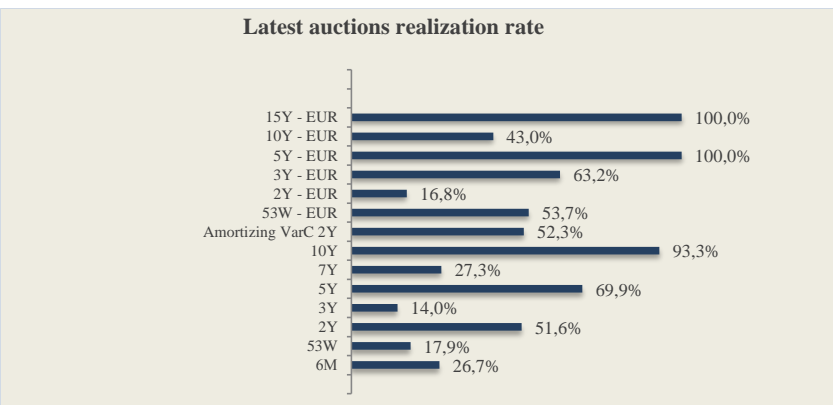 Latest auctions realization rate
15Y - EUR 100,0%
10Y - EUR 43,0%
5Y - EUR 100,0%
3Y - EUR 63,2%
2Y - EUR 16,8%
53W - EUR 53,7%
Amortizing VarC 2Y 52,3%
10Y 93,3%
7Y 27,3%
5Y 69,9%
3Y 14,0%
2Y 51,6%
53W 17,9%
6M 26,7%